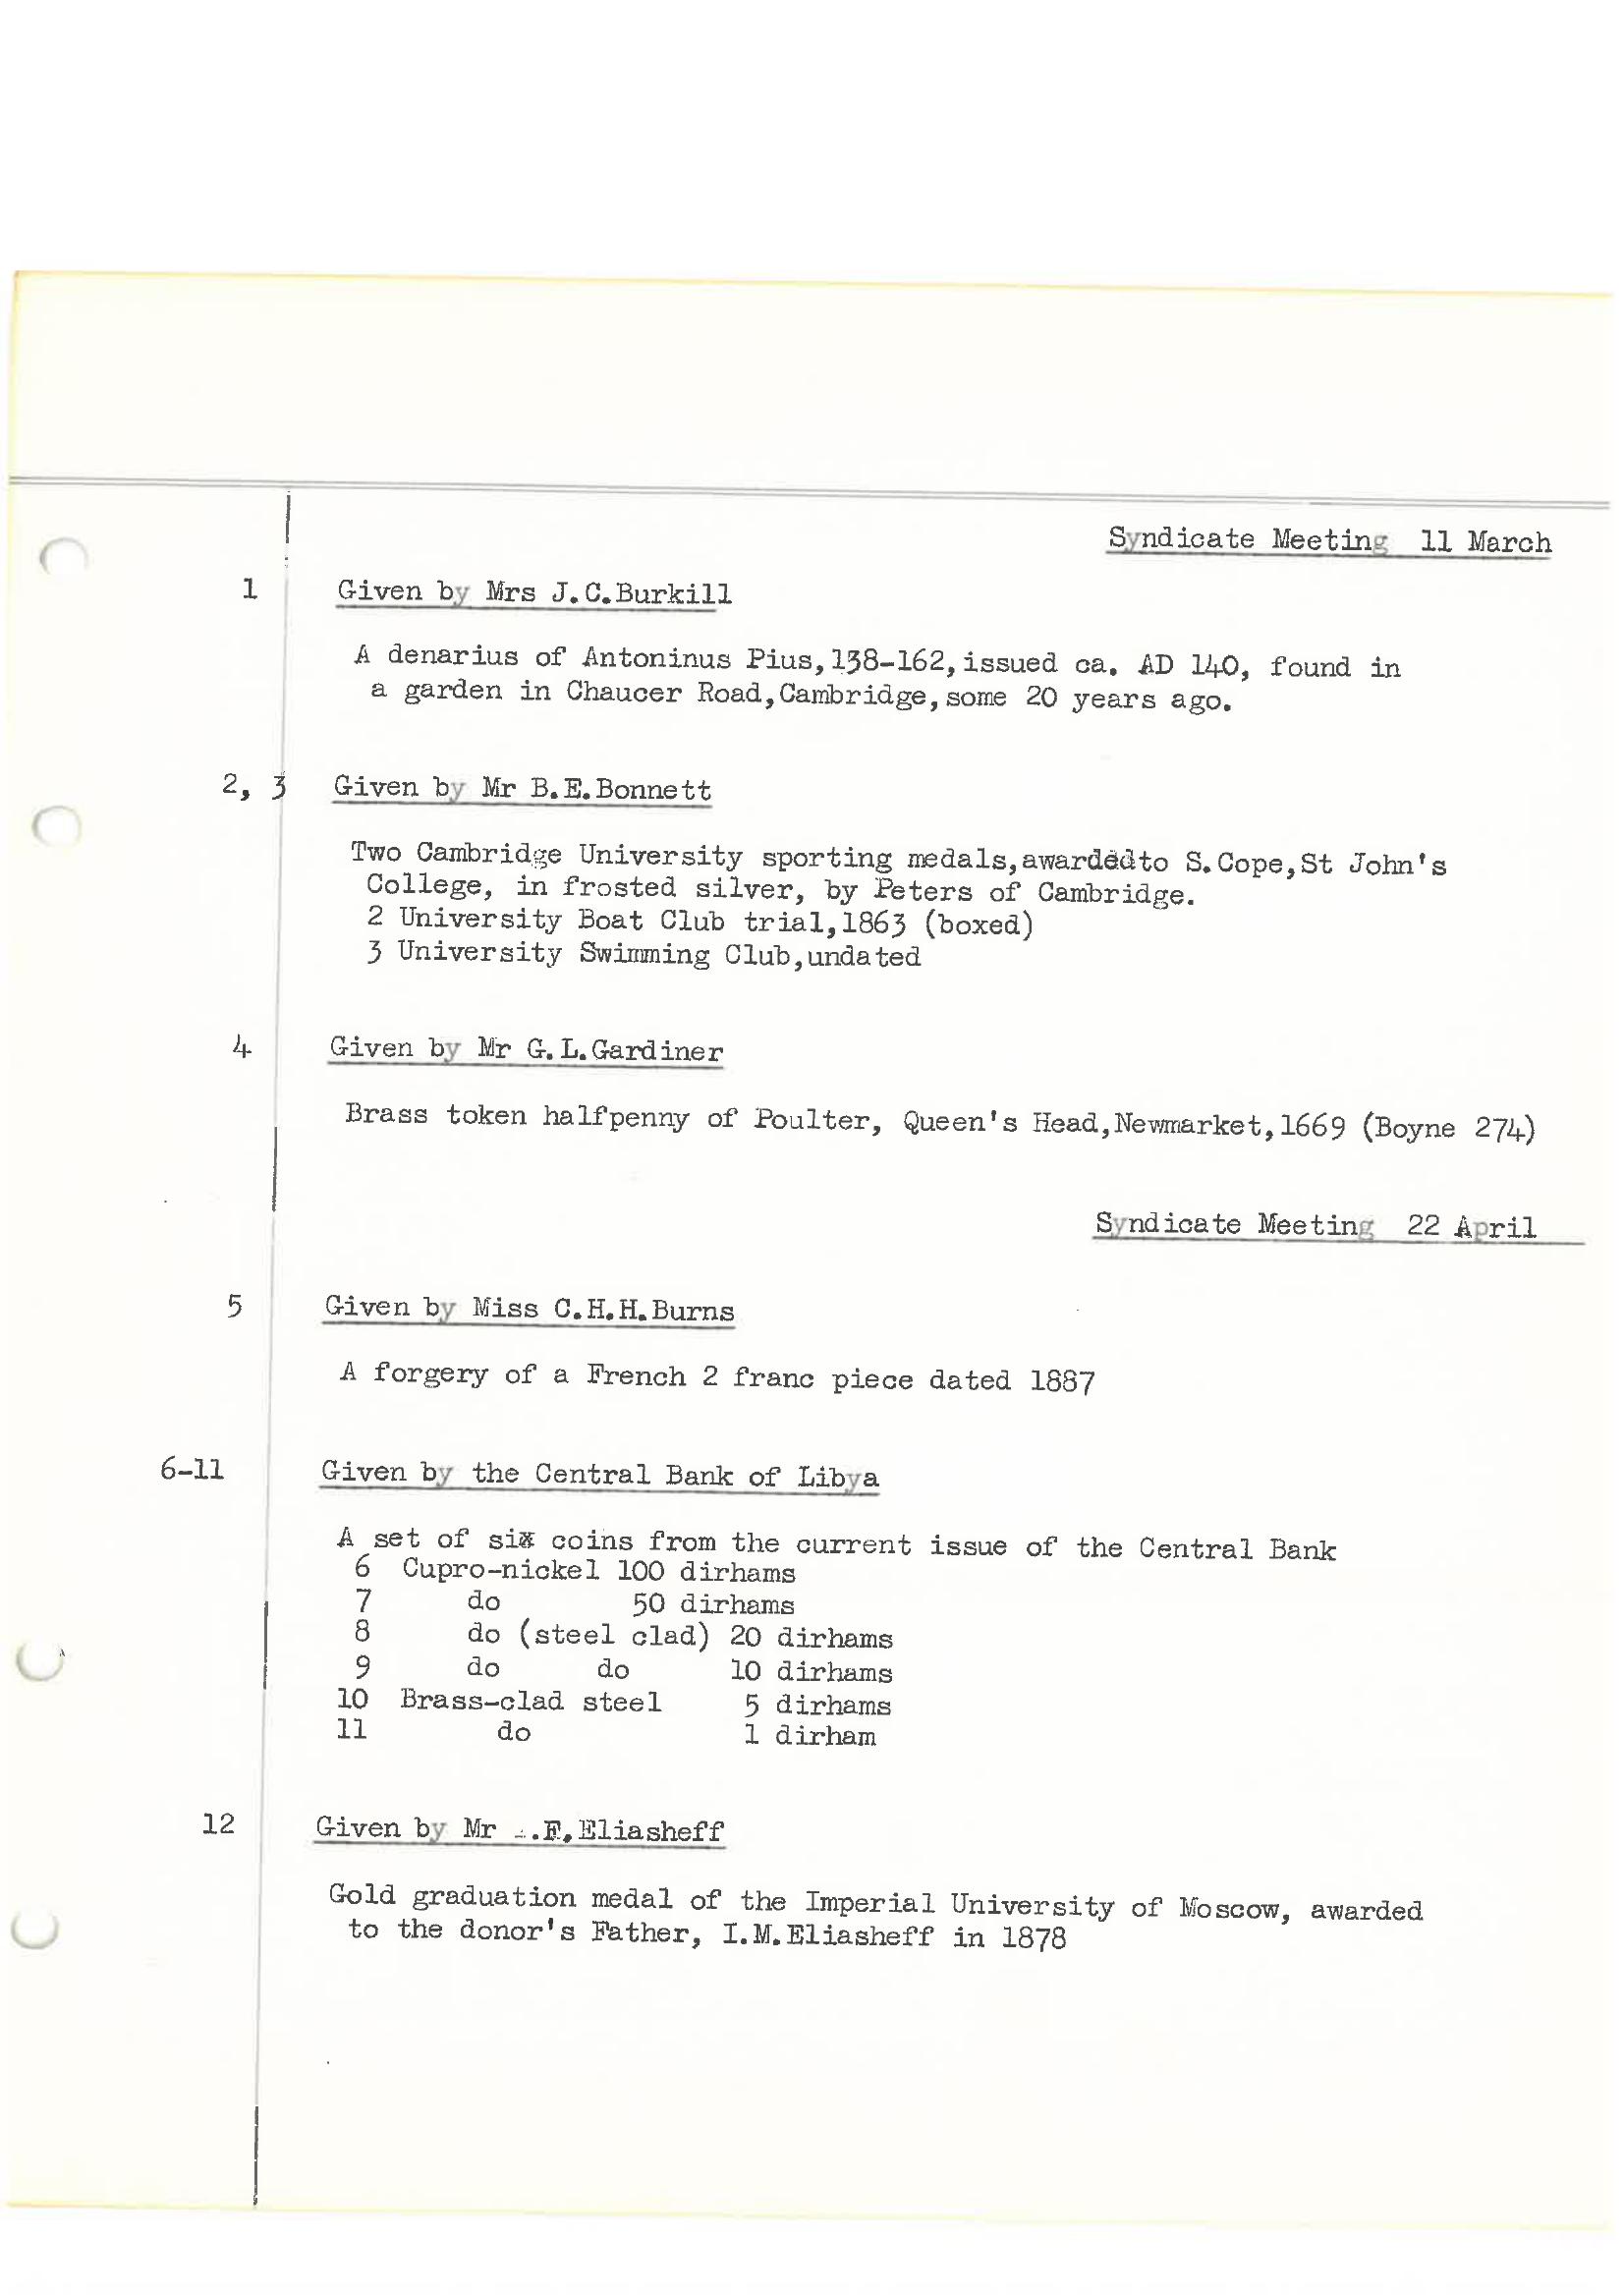 Syndicate Meeting 11 March
1 Given by Mrs J.C.Burkill
A denarius of Antoninus Pius,138-162,issued ca. AD 140, found in
a garden in Chaucer Road,Cambridge,some 20 years ago.
2, 3 Given by Mr B.E.Bonnett
Two Cambridge University sporting medals,awardedto S.Cope,St John's
College, in frosted silver, by Peters of Cambridge.
2 University Boat Club trial,1863 (boxed)
3 University Swimming Club,undated
4 Given by Mr G.L.Gardiner
Brass token halfpenny of Poulter, Queen's Head,Newmarket,1669 (Boyne 274)
Syndicate Meeting 22 April
5 Given by Miss C.H.H.Burns
A forgery of a French 2 franc piece dated 1887
6-11 Given by the Central Bank of Libya
A set of six coins from the current issue of the Central Bank
6 Cupro-nickel 100 dirhams
7 do 50 dirhams
8 do (steel clad) 20 dirhams
9 do do 10 dirhams
10 Brass-clad steel 5 dirhams
11 do 1 dirham
12 Given by Mr .F.Eliasheff
Gold graduation medal of the Imperial University of Moscow, awarded
to the donor's Father, I.M.Eliasheff in 1878